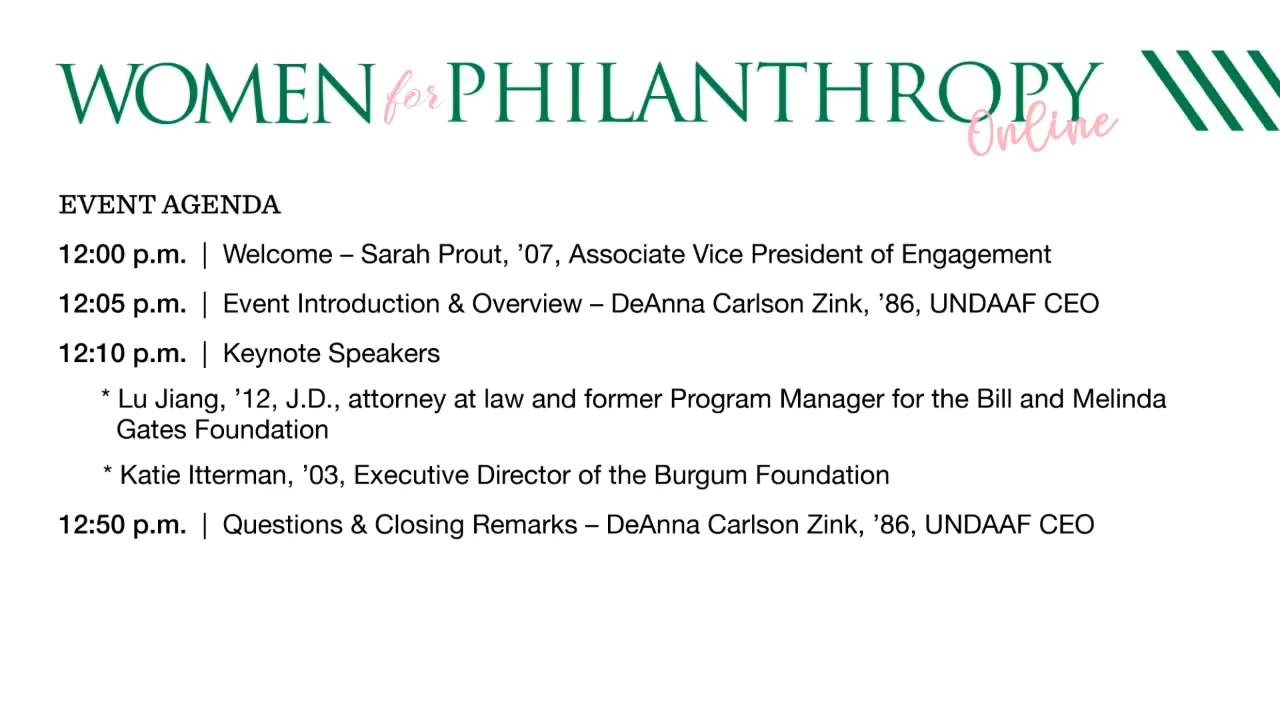 WOMEN for PHILANTHROPY
Online
EVENT AGENDA
12:00 p.m. | Welcome – Sarah Prout, ’07, Associate Vice President of Engagement
12:05 p.m. | Event Introduction & Overview – DeAnna Carlson Zink, ’86, UNDAAF CEO
12:10 p.m. | Keynote Speakers
* Lu Jiang, ’12, J.D., attorney at law and former Program Manager for the Bill and Melinda
Gates Foundation
* Katie Itterman, ’03, Executive Director of the Burgum Foundation
12:50 p.m. | Questions & Closing Remarks – DeAnna Carlson Zink, ’86, UNDAAF CEO